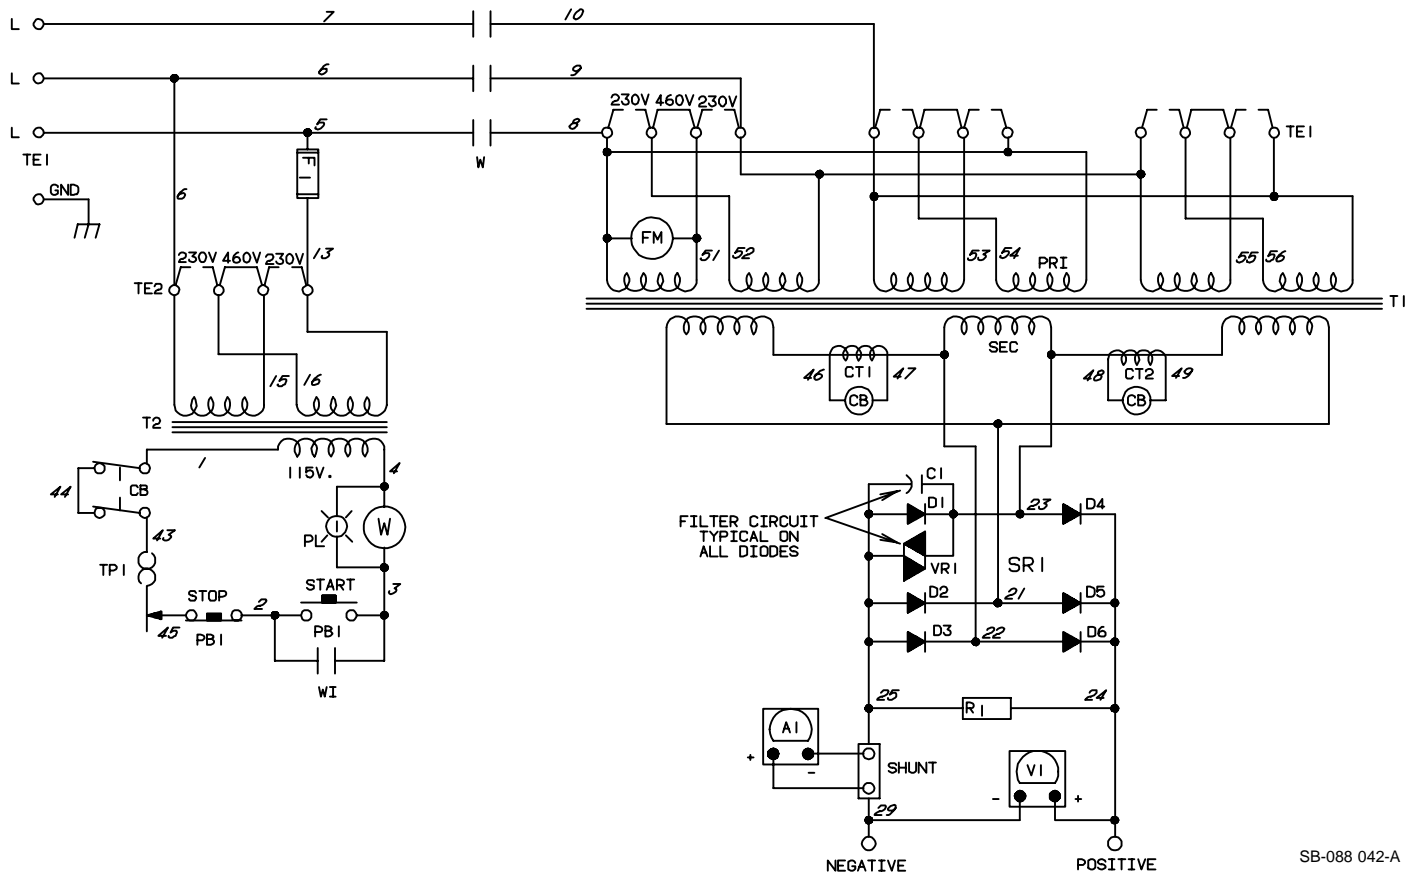 L 7 10
L 6 9
230V 460V 230V
L 5 8
TE1 F1 W TE1
GND
6
FM
230V 460V 230V 13 51 52 53 54 PRI 55 56
TE2
T1
SEC
15 16 46 CT1 47 48 CT2 49
CB CB
T2
1 115V. 4
44 CB
C1
D1 23 D4
FILTER CIRCUIT
TYPICAL ON
ALL DIODES
W
43 PL
TP1 VR1 SR1
STOP START 3
D2 21 D5
2
45 PB1 PB1
D3 22 D6
W1
25 R1 24
A1
+ -
SHUNT V1
- +
29
NEGATIVE POSITIVE
SB-088 042-A